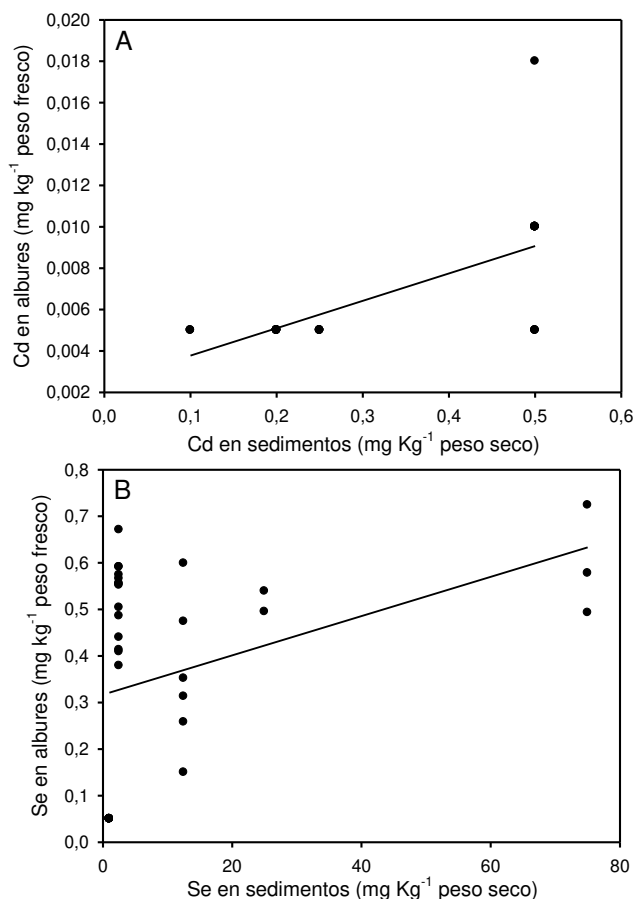 A
0,020
0,018
0,016
0,014
0,012
0,010
0,008
0,006
0,004
0,002
Cd en albures (mg kg⁻¹ peso fresco)
0,0 0,1 0,2 0,3 0,4 0,5 0,6
Cd en sedimentos (mg Kg⁻¹ peso seco)
B
0,8
0,7
0,6
0,5
0,4
0,3
0,2
0,1
0,0
Se en albures (mg kg⁻¹ peso fresco)
0 20 40 60 80
Se en sedimentos (mg Kg⁻¹ peso seco)